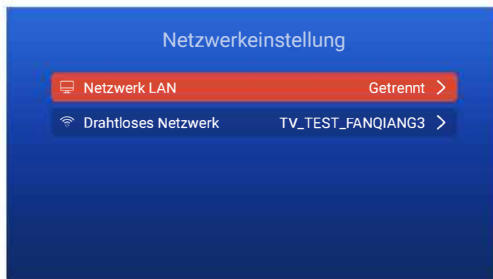 Netzwerkeinstellung
Netzwerk LAN Getrennt
Drahtloses Netzwerk TV_TEST_FANQIANG3